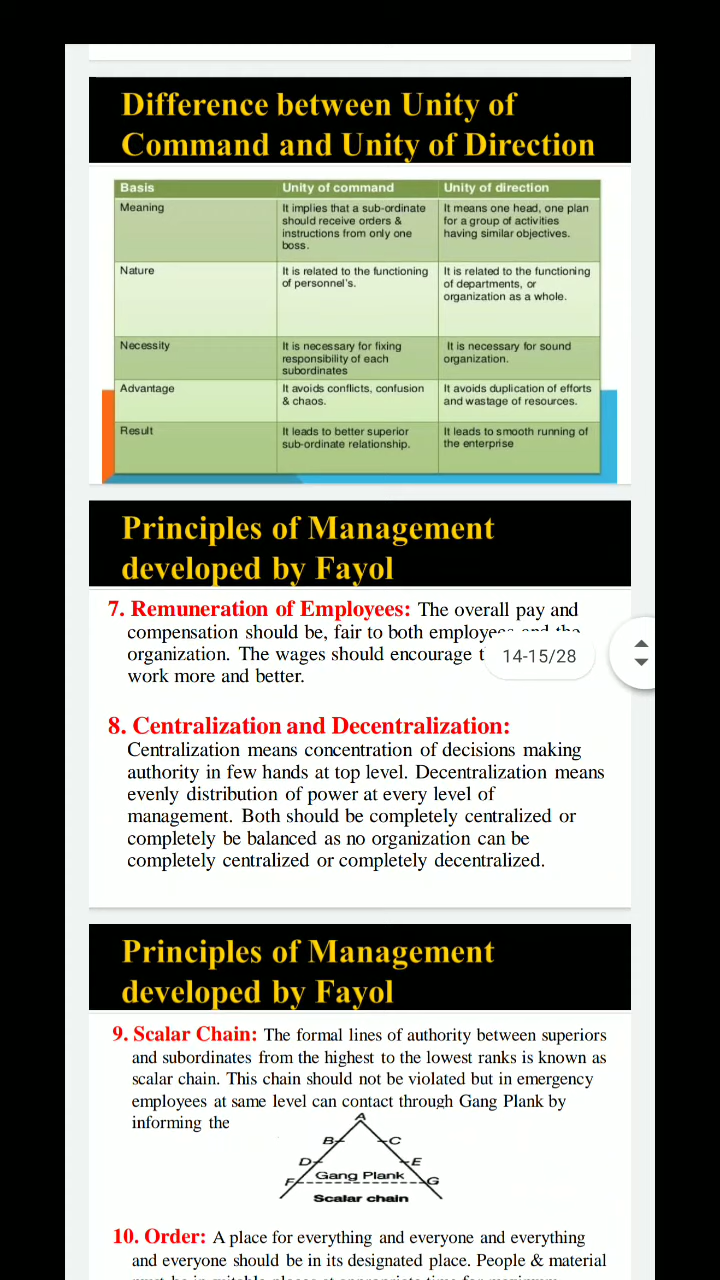 Difference between Unity of
Command and Unity of Direction
Basis Unity of command Unity of direction
Meaning
It implies that a sub-ordinate
should receive orders &
instructions from only one
boss.
It means one head, one plan
for a group of activities
having similar objectives.
Nature
It is related to the functioning
of personnel's.
It is related to the functioning
of departments, or
organization as a whole.
Necessity
It is necessary for fixing
responsibility of each
subordinates
It is necessary for sound
organization.
Advantage
It avoids conflicts, confusion
& chaos.
It avoids duplication of efforts
and wastage of resources.
Result
It leads to better superior
sub-ordinate relationship.
It leads to smooth running of
the enterprise
Principles of Management
developed by Fayol
7. Remuneration of Employees: The overall pay and
compensation should be, fair to both employees and the
organization. The wages should encourage
14-15/28
work more and better.
8. Centralization and Decentralization:
Centralization means concentration of decisions making
authority in few hands at top level. Decentralization means
evenly distribution of power at every level of
management. Both should be completely centralized or
completely be balanced as no organization can be
completely centralized or completely decentralized.
Principles of Management
developed by Fayol
9. Scalar Chain: The formal lines of authority between superiors
and subordinates from the highest to the lowest ranks is known as
scalar chain. This chain should not be violated but in emergency
employees at same level can contact through Gang Plank by
informing the
A
B C
D E
F Gang Plank G
Scalar chain
10. Order: A place for everything and everyone and everything
and everyone should be in its designated place. People & material